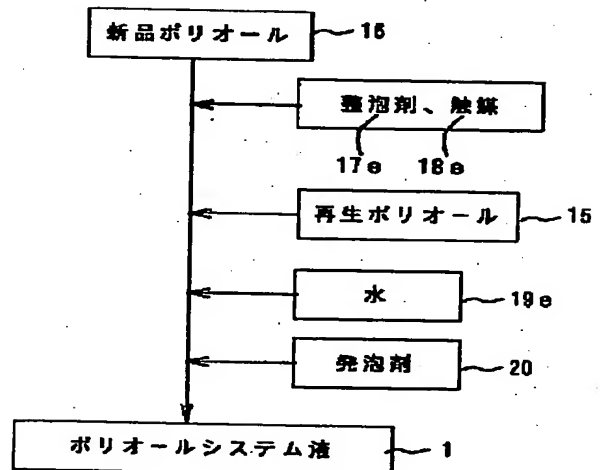 新品ポリオール 16
整泡剤、触媒
17e 18e
再生ポリオール 15
水 19e
発泡剤 20
ポリオールシステム液 1